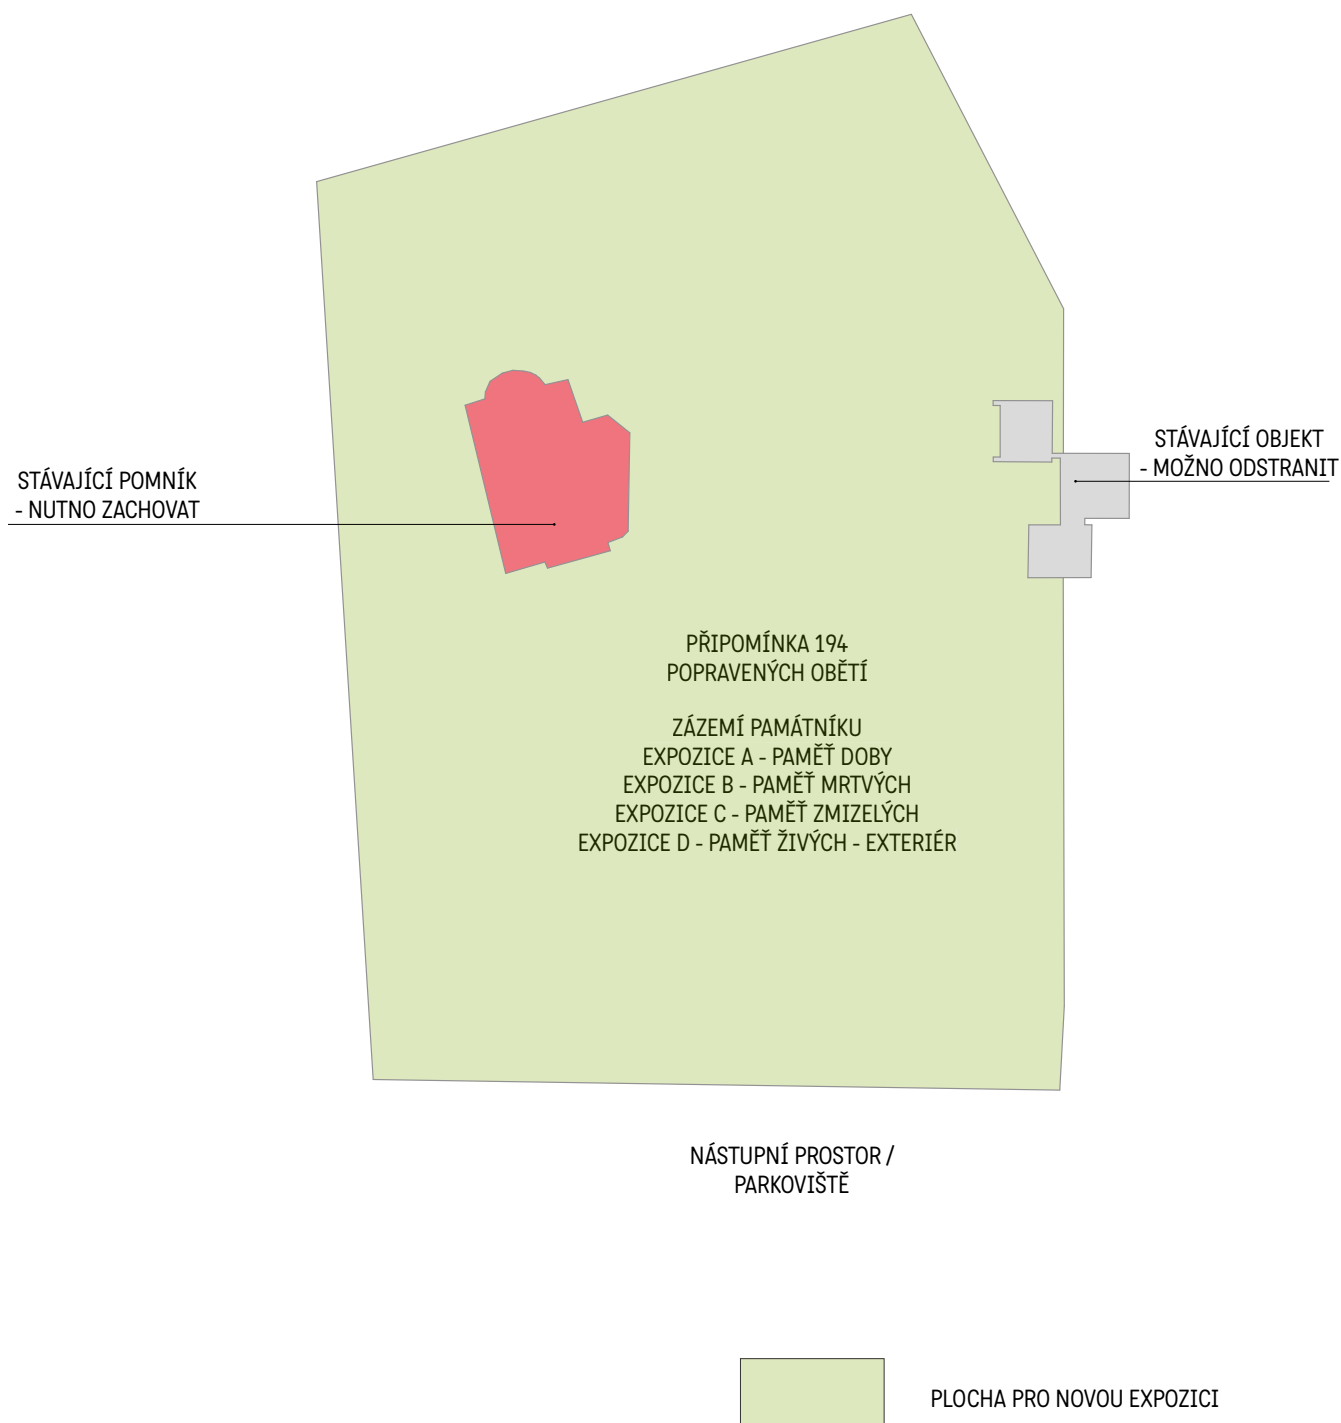 STÁVAJÍCÍ OBJEKT
- MOŽNO ODSTRANIT
STÁVAJÍCÍ POMNÍK
- NUTNO ZACHOVAT
PŘIPOMÍNKA 194
POPRAVENÝCH OBĚTÍ
ZÁZEMÍ PAMÁTNÍKU
EXPOZICE A - PAMĚŤ DOBY
EXPOZICE B - PAMĚŤ MRTVÝCH
EXPOZICE C - PAMĚŤ ZMIZELÝCH
EXPOZICE D - PAMĚŤ ŽIVÝCH - EXTERIÉR
NÁSTUPNÍ PROSTOR /
PARKOVIŠTĚ
PLOCHA PRO NOVOU EXPOZICI